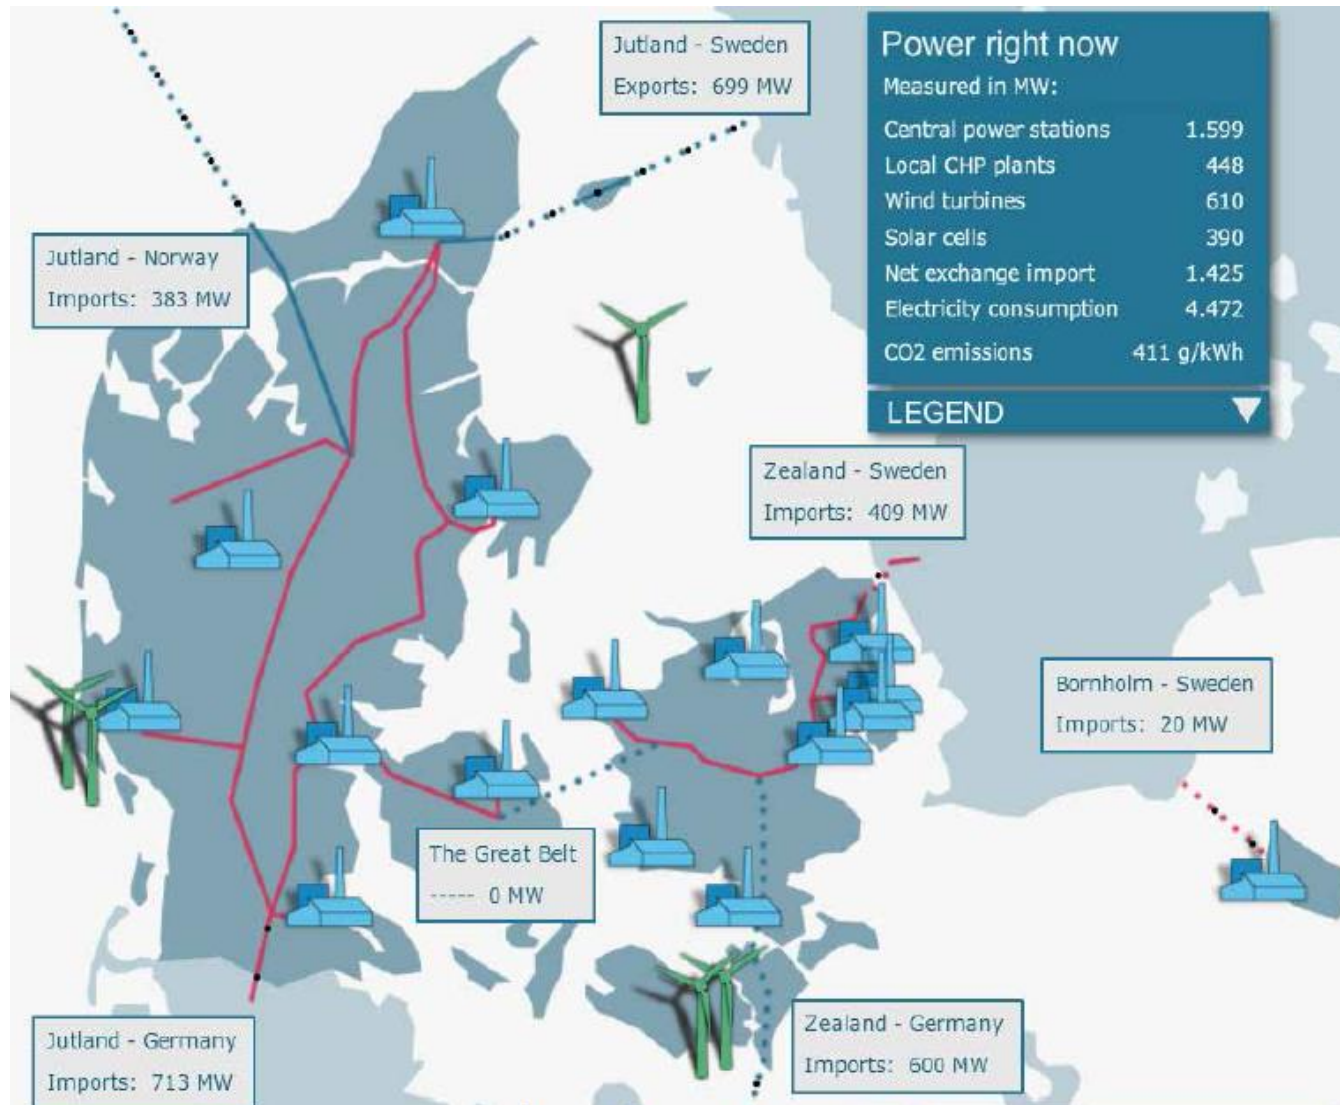 Jutland - Sweden
Exports: 699 MW
Power right now
Measured in MW:
Central power stations 1.599
Local CHP plants 448
Wind turbines 610
Solar cells 390
Net exchange import 1.425
Electricity consumption 4.472
CO2 emissions 411 g/kWh
LEGEND
Jutland - Norway
Imports: 383 MW
Zealand - Sweden
Imports: 409 MW
Bornholm - Sweden
Imports: 20 MW
The Great Belt
----- 0 MW
Zealand - Germany
Imports: 600 MW
Jutland - Germany
Imports: 713 MW